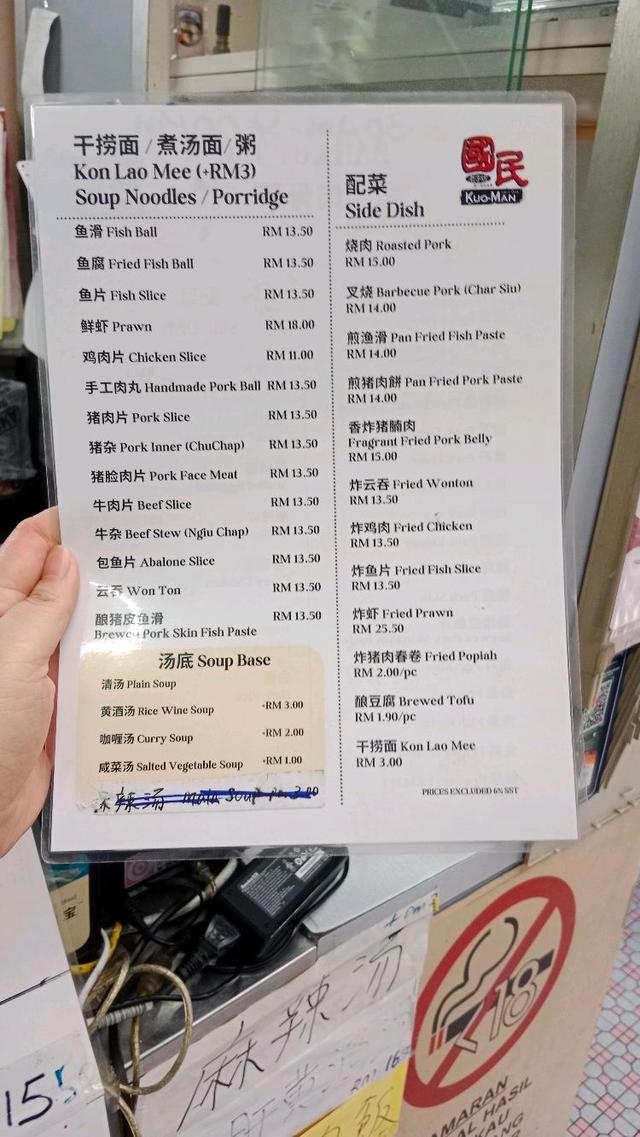 干捞面 / 煮汤面 / 粥
Kon Lao Mee (+RM3)
Soup Noodles / Porridge
鱼滑 Fish Ball RM 13.50
鱼腐 Fried Fish Ball RM 13.50
鱼片 Fish Slice RM 13.50
鲜虾 Prawn RM 18.00
鸡肉片 Chicken Slice RM 11.00
手工肉丸 Handmade Pork Ball RM 13.50
猪肉片 Pork Slice RM 13.50
猪杂 Pork Inner (ChuChap) RM 13.50
猪脸肉片 Pork Face Meat RM 13.50
牛肉片 Beef Slice RM 13.50
牛杂 Beef Stew (Ngiu Chap) RM 13.50
包鱼片 Abalone Slice RM 13.50
云吞 Won Ton RM 13.50
酿猪皮鱼滑 RM 13.50
Brewed Pork Skin Fish Paste
汤底 Soup Base
清汤 Plain Soup
黄酒汤 Rice Wine Soup +RM 3.00
咖喱汤 Curry Soup +RM 2.00
咸菜汤 Salted Vegetable Soup +RM 1.00
辣汤 mala Soup
國民
KUO-MAN
配菜
Side Dish
烧肉 Roasted Pork
RM 15.00
叉烧 Barbecue Pork (Char Siu)
RM 14.00
煎渔滑 Pan Fried Fish Paste
RM 14.00
煎猪肉餅 Pan Fried Pork Paste
RM 14.00
香炸猪腩肉
Fragrant Fried Pork Belly
RM 15.00
炸云吞 Fried Wonton
RM 13.50
炸鸡肉 Fried Chicken
RM 13.50
炸鱼片 Fried Fish Slice
RM 13.50
炸虾 Fried Prawn
RM 25.50
炸猪肉春卷 Fried Popiah
RM 2.00/pc
酿豆腐 Brewed Tofu
RM 1.90/pc
干捞面 Kon Lao Mee
RM 3.00
PRICES EXCLUDED 6% SST
宝
麻辣汤
RM 16
飯
15
<18
AMARAN
HASIL